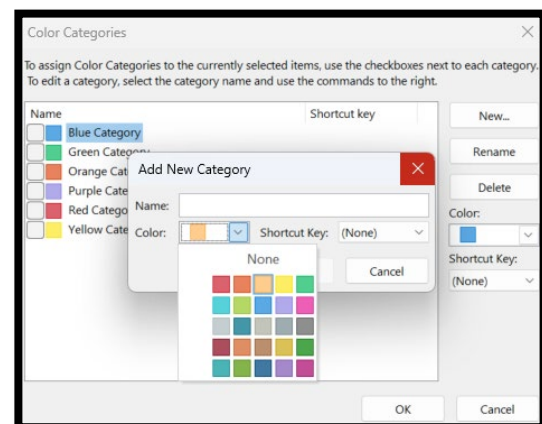 Color Categories
To assign Color Categories to the currently selected items, use the checkboxes next to each category.
To edit a category, select the category name and use the commands to the right.
Name Shortcut key
New...
Blue Category
Green Category
Rename
Orange Cat
Add New Category
Purple Cate
Delete
Red Catego
Name:
Color:
Yellow Cate
Color: Shortcut Key: (None)
None
Cancel
Shortcut Key:
(None)
OK Cancel